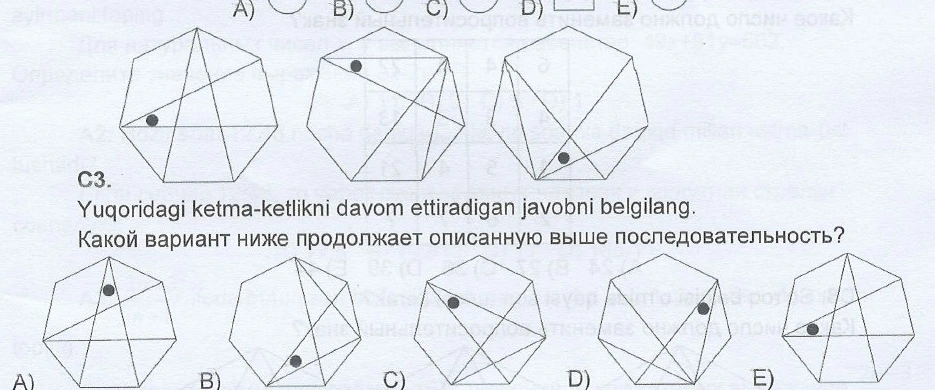 A) B) C) D) E)
C3.
Yuqoridagi ketma-ketlikni davom ettiradigan javobni belgilang.
Какой вариант ниже продолжает описанную выше последовательность?
A) B) C) D) E)